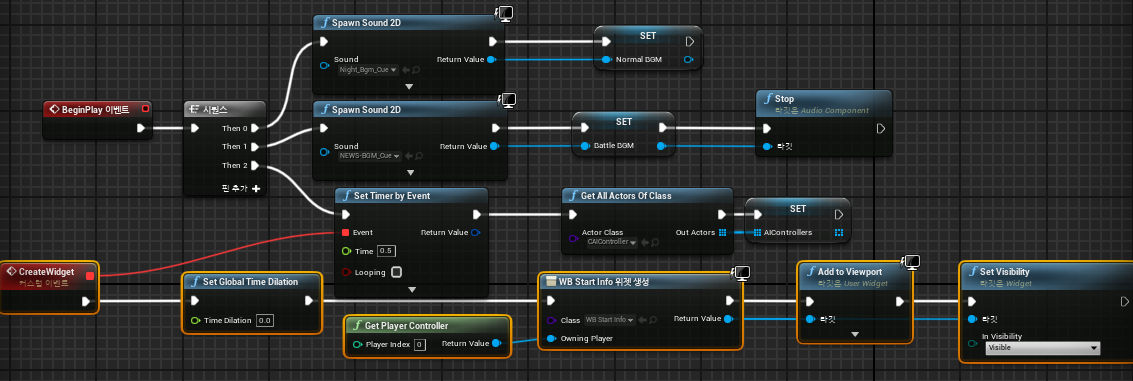 Spawn Sound 2D
Sound
Night_Bgm_Cue
Return Value
SET
Normal BGM
BeginPlay 이벤트
시퀀스
Then 0
Then 1
Then 2
핀 추가
Spawn Sound 2D
Sound
NEWS-BGM_Cue
Return Value
SET
Battle BGM
Stop
타깃은 Audio Component
타깃
Set Timer by Event
Event
Return Value
Time 0.5
Looping
Get All Actors Of Class
Actor Class
CAIController
Out Actors
SET
AIControllers
CreateWidget
커스텀 이벤트
Set Global Time Dilation
Time Dilation 0.0
Get Player Controller
Player Index 0
Return Value
WB Start Info 위젯 생성
Class WB Start Info
Return Value
Owning Player
Add to Viewport
타깃은 User Widget
타깃
Set Visibility
타깃은 Widget
타깃
In Visibility
Visible